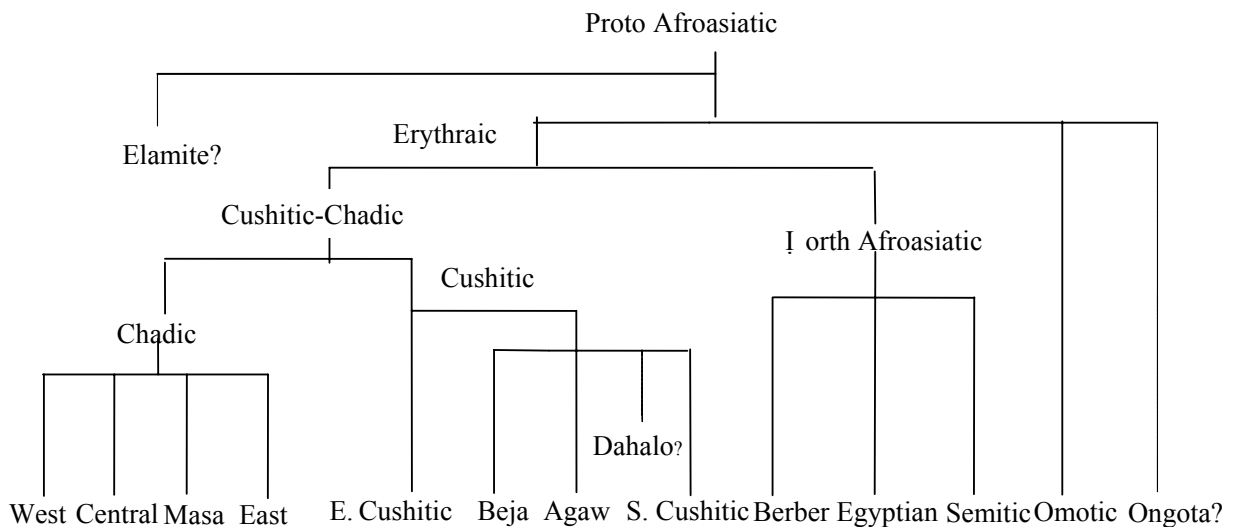 Proto Afroasiatic
Elamite?
Erythraic
Cushitic-Chadic
Ị orth Afroasiatic
Cushitic
Chadic
Dahalo?
West Central Masa East E. Cushitic Beja Agaw S. Cushitic Berber Egyptian Semitic Omotic Ongota?